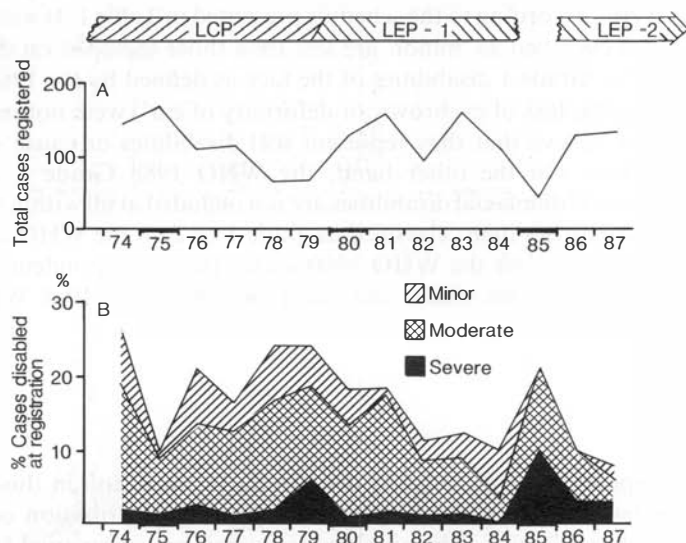 LCP LEP - 1 LEP -2
200
A
100
0
Total cases registered
74 75 76 77 78 79 80 81 82 83 84 85 86 87
%
30
B
Minor
Moderate
20
Severe
10
% Cases disabled
at registration
74 75 76 77 78 79 80 81 82 83 84 85 86 87